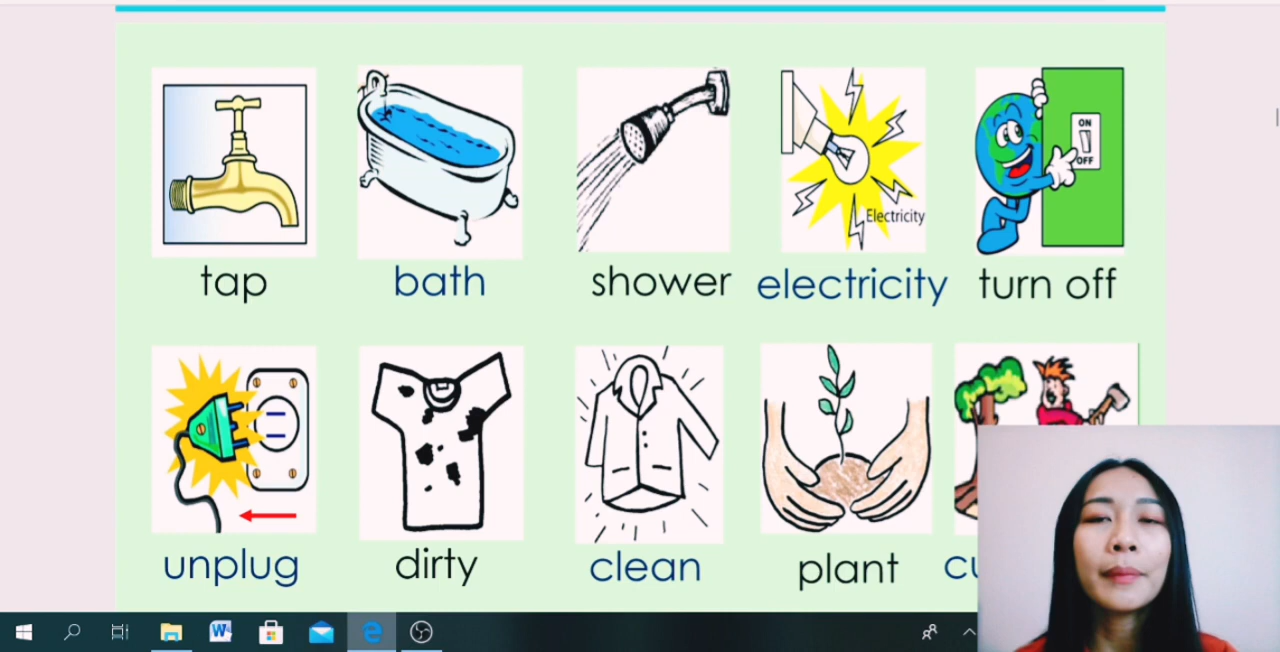 Electricity
ON
OFF
tap bath shower electricity turn off
unplug dirty clean plant